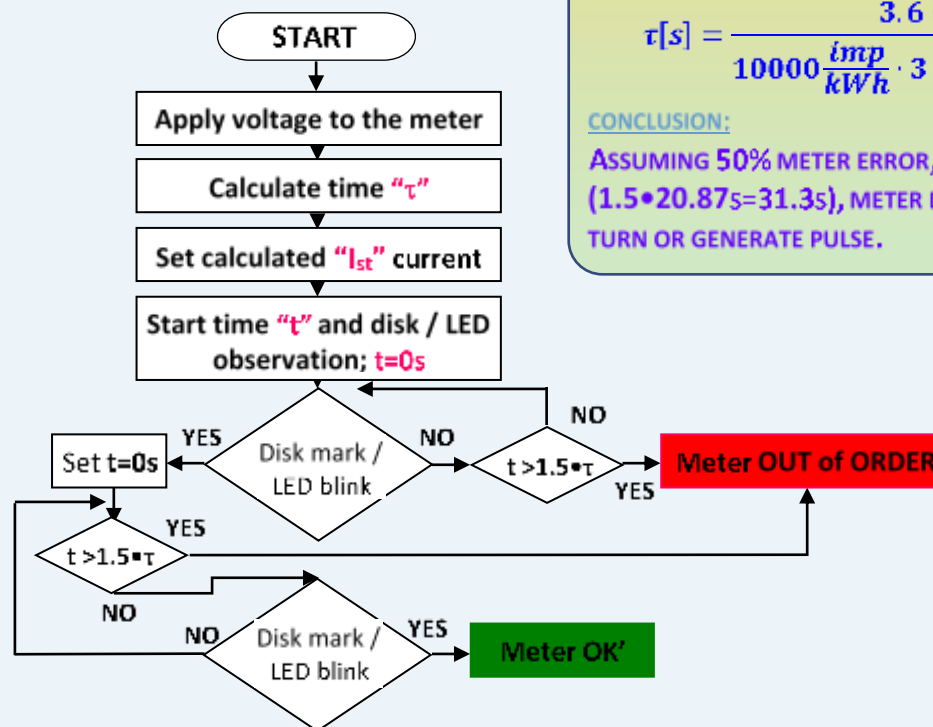 START
Apply voltage to the meter
Calculate time “τ”
Set calculated “Ist” current
Start time “t” and disk / LED
observation; t=0s
Disk mark /
LED blink
YES
NO
Set t=0s
t >1.5•τ
NO
YES
Meter OUT of ORDER
t >1.5▪τ
YES
NO
Disk mark /
LED blink
NO
YES
Meter OK’
τ[s] = 3.6 / 10000 imp/kWh · 3
CONCLUSION:
ASSUMING 50% METER ERROR,
(1.5•20.87S=31.3S), METER
TURN OR GENERATE PULSE.